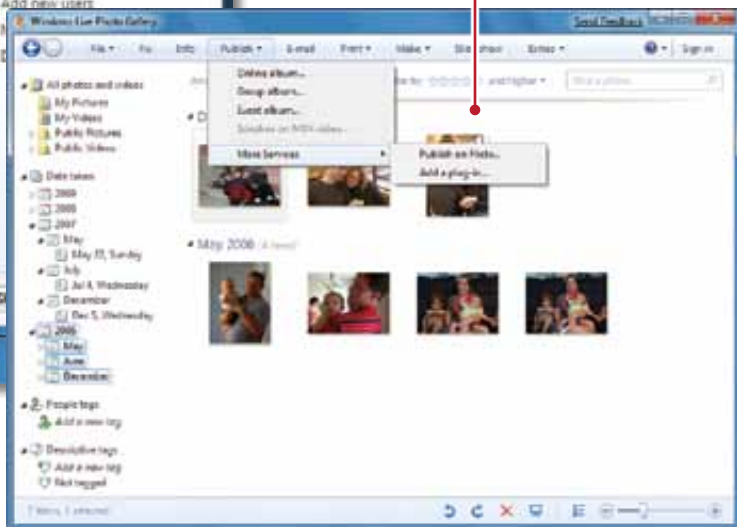 Add new users
Windows Live Photo Gallery
Send Feedback
File Fix Info Publish E-mail Print Make Slide show Extras Sign in
Online album...
Group album...
Event album...
More Services
Publish on Flickr...
Add a plug-in...
and higher
All photos and videos
My Pictures
My Videos
Public Pictures
Public Videos
Date taken
2009
2008
2007
May
May 13, Sunday
July
Jul 4, Wednesday
December
Dec 5, Wednesday
2006
May
June
December
May 2006
People tags
Add a new tag
Descriptive tags
Add a new tag
Not tagged